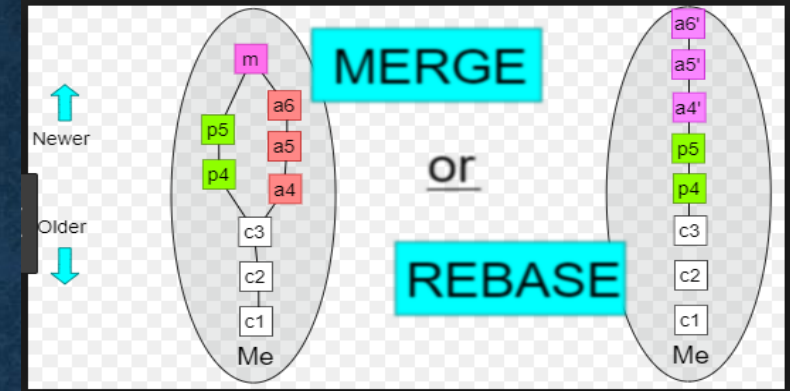 Newer
Older
m
a6
p5
a5
p4
a4
c3
c2
c1
Me
MERGE
or
REBASE
a6'
a5'
a4'
p5
p4
c3
c2
c1
Me